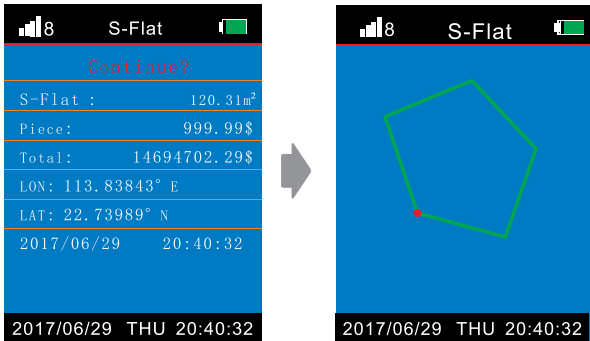 8 S-Flat
Continue?
S-Flat : 120.31m²
Piece: 999.99$
Total: 14694702.29$
LON: 113.83843° E
LAT: 22.73989° N
2017/06/29 20:40:32
2017/06/29 THU 20:40:32
8 S-Flat
2017/06/29 THU 20:40:32